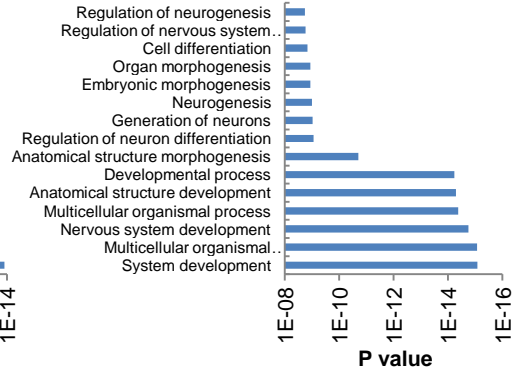 Regulation of neurogenesis
Regulation of nervous system..
Cell differentiation
Organ morphogenesis
Embryonic morphogenesis
Neurogenesis
Generation of neurons
Regulation of neuron differentiation
Anatomical structure morphogenesis
Developmental process
Anatomical structure development
Multicellular organismal process
Nervous system development
Multicellular organismal..
System development
1E-14
1E-08
1E-10
1E-12
1E-14
1E-16
P value